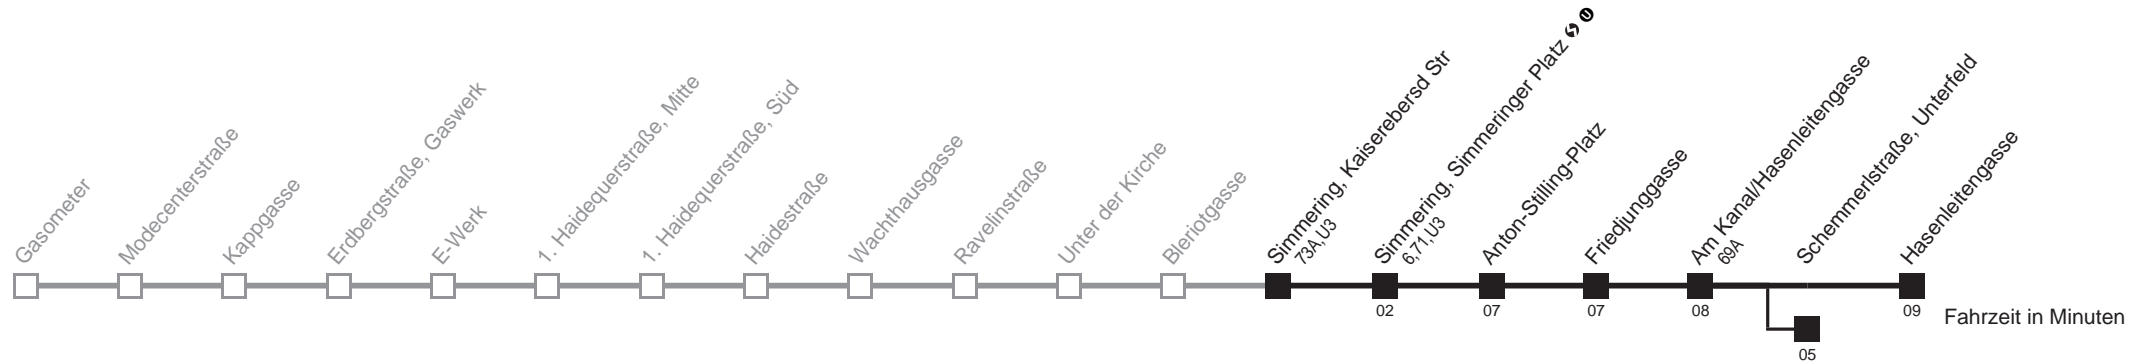 Gasometer
Modecenterstraße
Kappgasse
Erdbergstraße, Gaswerk
E-Werk
1. Haidequerstraße, Mitte
1. Haidequerstraße, Süd
Haidestraße
Wachthausgasse
Ravelinstraße
Unter der Kirche
Bleriotgasse
Simmering, Kaiserebersd Str
73A,U3
Simmering, Simmeringer Platz U
6,71,U3
Anton-Stilling-Platz
Friedjunggasse
Am Kanal/Hasenleitengasse
69A
Schemmerlstraße, Unterfeld
Hasenleitengasse
02
07
07
08
09
Fahrzeit in Minuten
05